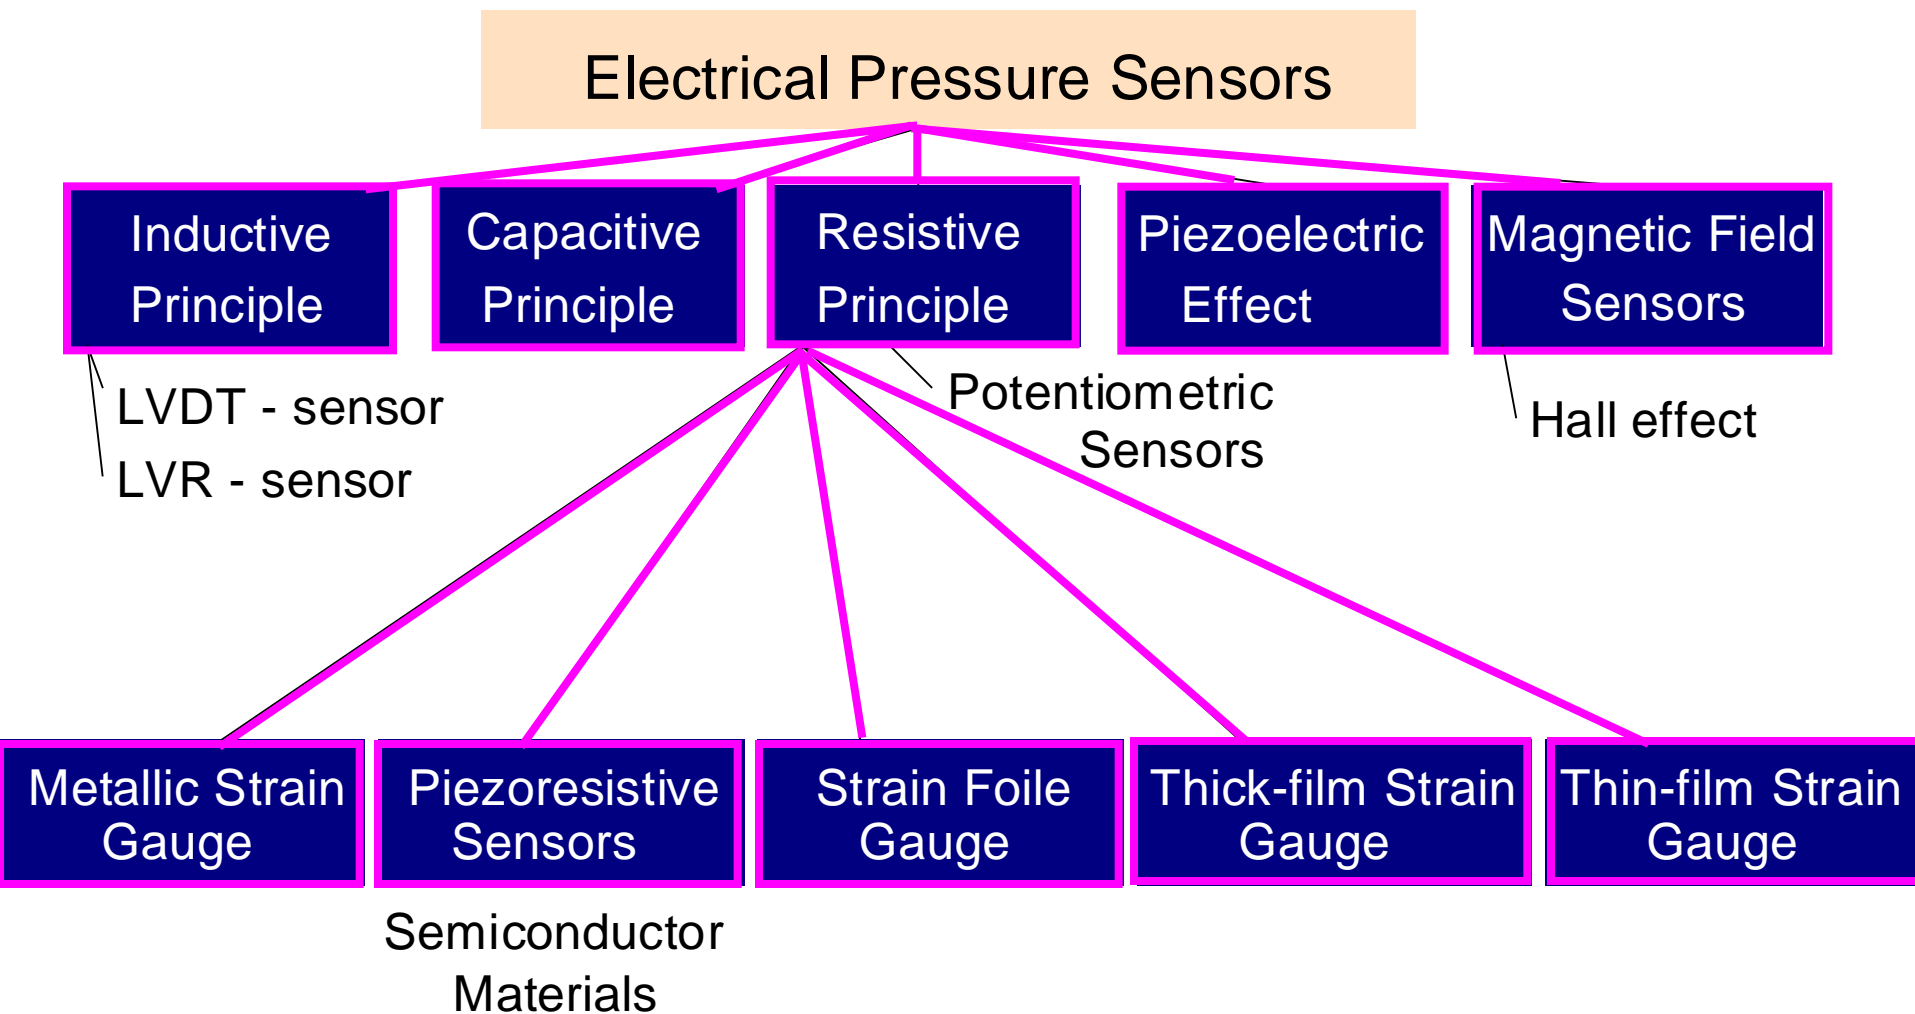 Electrical Pressure Sensors
Inductive
Principle
Capacitive
Principle
Resistive
Principle
Piezoelectric
Effect
Magnetic Field
Sensors
LVDT - sensor
LVR - sensor
Potentiometric
Sensors
Hall effect
Metallic Strain
Gauge
Piezoresistive
Sensors
Strain Foile
Gauge
Thick-film Strain
Gauge
Thin-film Strain
Gauge
Semiconductor
Materials